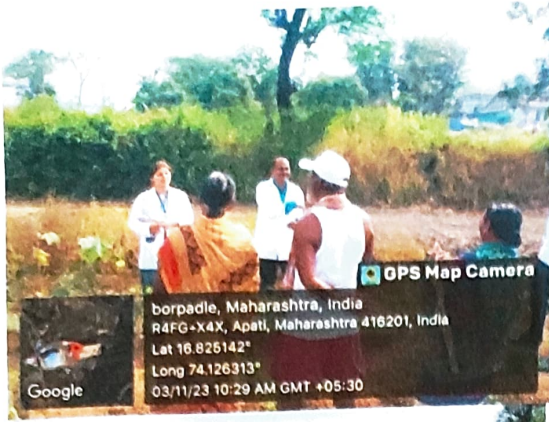 GPS Map Camera
borpadle, Maharashtra, India
R4FG+X4X, Apati, Maharashtra 416201, India
Lat 16.825142°
Long 74.126313°
03/11/23 10:29 AM GMT +05:30
Google